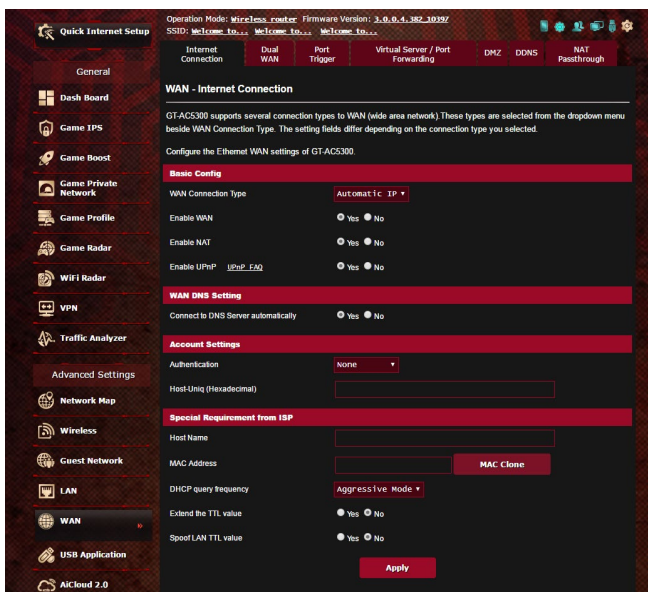 Quick Internet Setup
General
Dash Board
Game IPS
Game Boost
Game Private
Network
Game Profile
Game Radar
WiFi Radar
VPN
Traffic Analyzer
Advanced Settings
Network Map
Wireless
Guest Network
LAN
WAN »
USB Application
AiCloud 2.0
Operation Mode: Wireless router Firmware Version: 3.0.0.4.382_10397
SSID: Welcome to... Welcome to... Welcome to...
Internet Connection
Dual WAN
Port Trigger
Virtual Server / Port Forwarding
DMZ
DDNS
NAT Passthrough
WAN - Internet Connection
GT-AC5300 supports several connection types to WAN (wide area network).These types are selected from the dropdown menu
beside WAN Connection Type. The setting fields differ depending on the connection type you selected.
Configure the Ethernet WAN settings of GT-AC5300.
Basic Config
WAN Connection Type Automatic IP
Enable WAN Yes No
Enable NAT Yes No
Enable UPnP UPnP FAQ Yes No
WAN DNS Setting
Connect to DNS Server automatically Yes No
Account Settings
Authentication None
Host-Uniq (Hexadecimal)
Special Requirement from ISP
Host Name
MAC Address MAC Clone
DHCP query frequency Aggressive Mode
Extend the TTL value Yes No
Spoof LAN TTL value Yes No
Apply